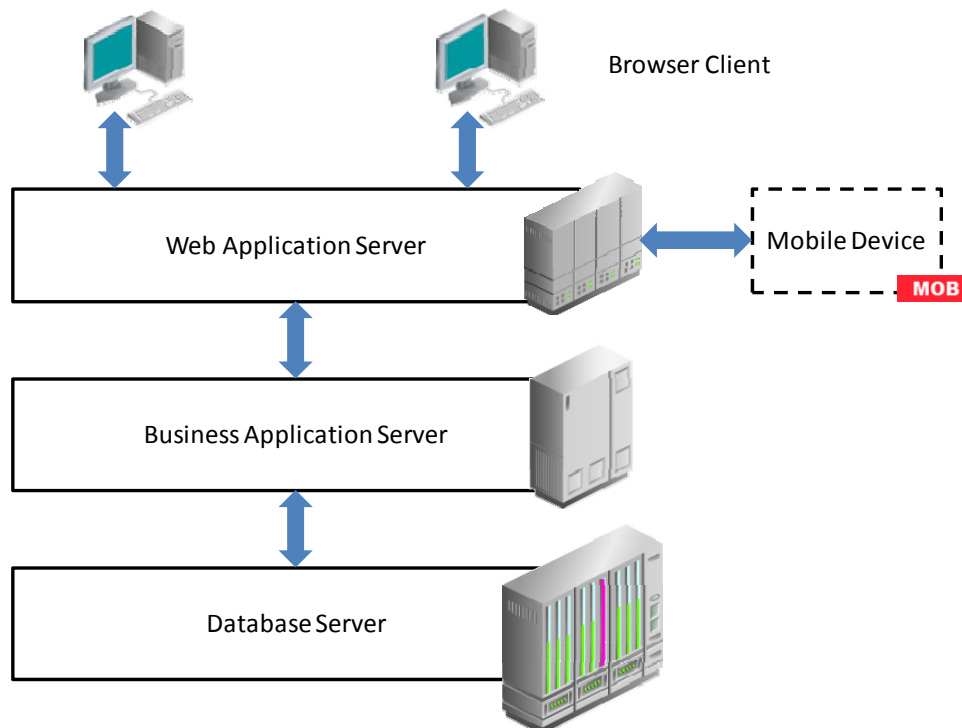 Browser Client
Web Application Server
Mobile Device
MOB
Business Application Server
Database Server